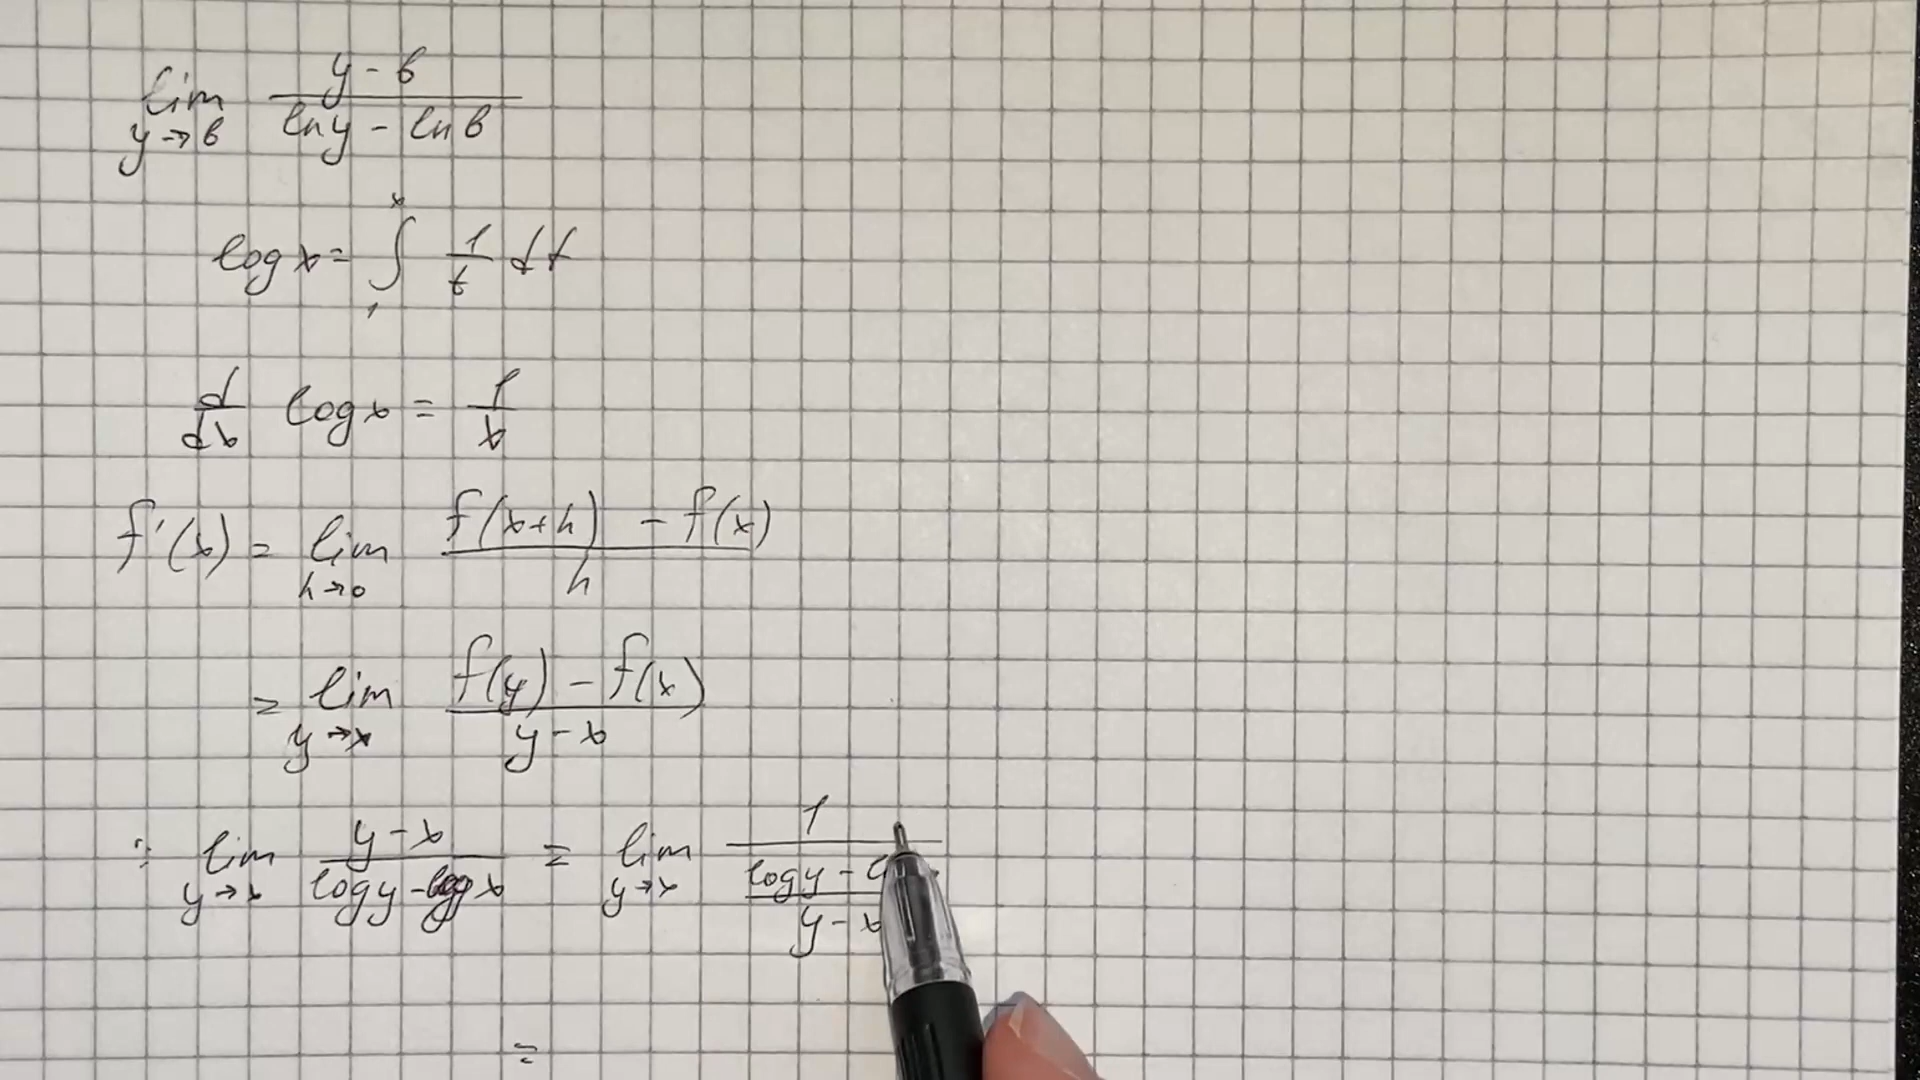 lim y→b (y - b)/(ln y - ln b)
log x = ∫₁ˣ 1/t dt
d/dx log x = 1/x
f'(x) = lim h→0 (f(x+h) - f(x))/h
= lim y→x (f(y) - f(x))/(y - x)
∵ lim y→x (y - x)/(log y - log x) = lim y→x 1/((log y -)/(y - x))
=